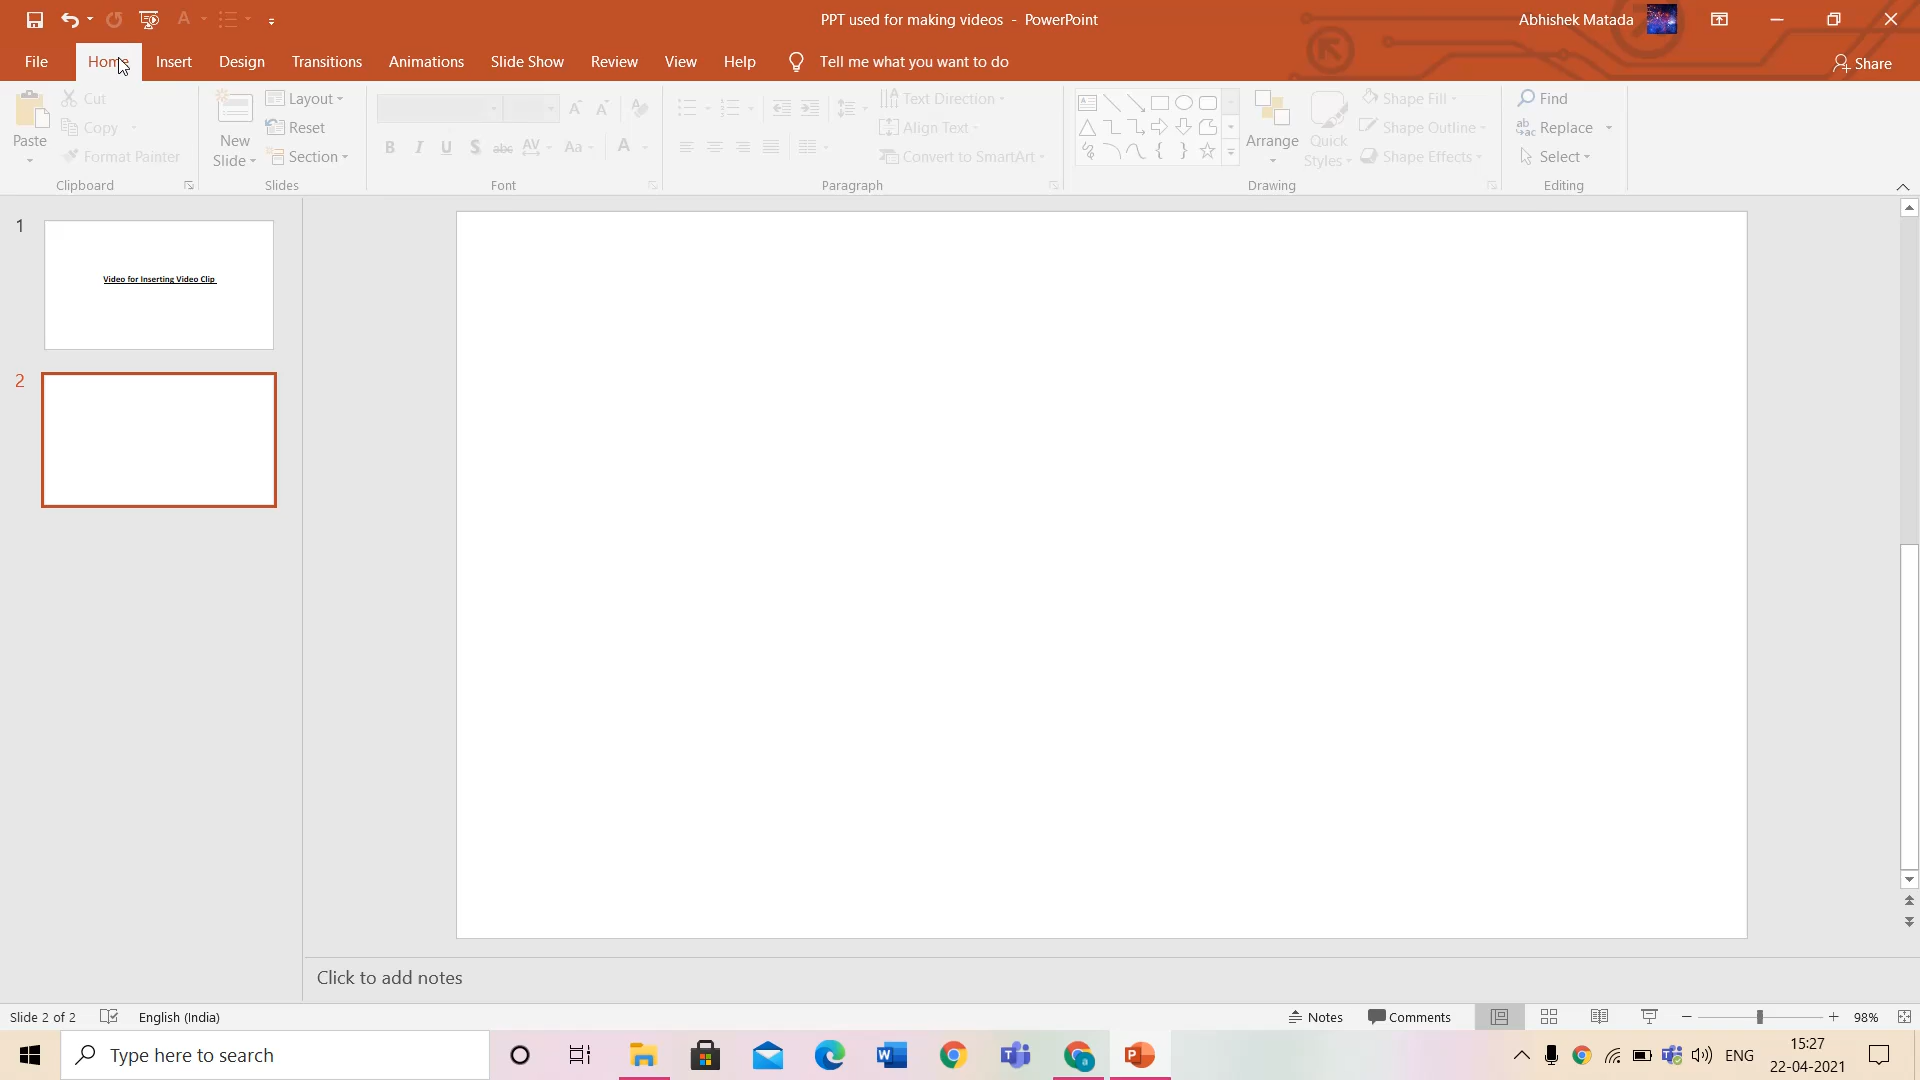 PPT used for making videos - PowerPoint
Abhishek Matada
File Home Insert Design Transitions Animations Slide Show Review View Help Tell me what you want to do Share
Paste
Cut
Copy
Format Painter
Clipboard
New
Slide
Layout
Reset
Section
Slides
B I U S abc AV Aa A
Font
Text Direction
Align Text
Convert to SmartArt
Paragraph
Arrange
Quick
Styles
Shape Fill
Shape Outline
Shape Effects
Drawing
Find
Replace
Select
Editing
1
Video for Inserting Video Clip
2
Click to add notes
Slide 2 of 2 English (India) Notes Comments 98%
Type here to search
ENG
15:27
22-04-2021